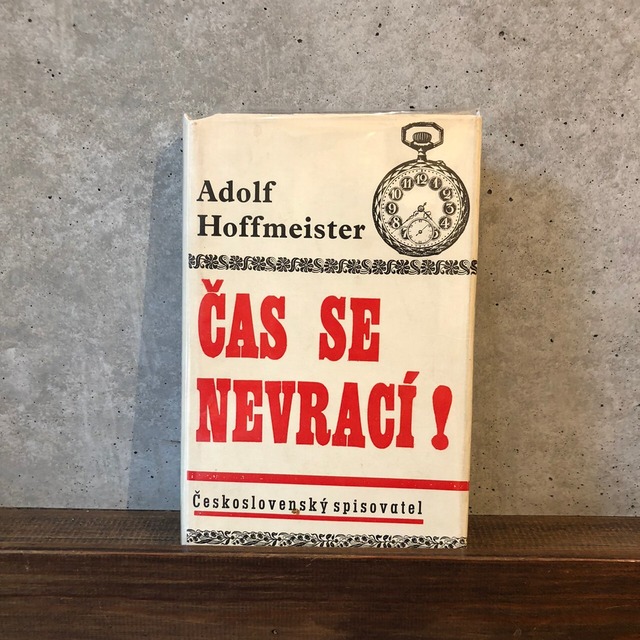 Adolf
Hoffmeister
ČAS SE
NEVRACÍ!
Československý spisovatel